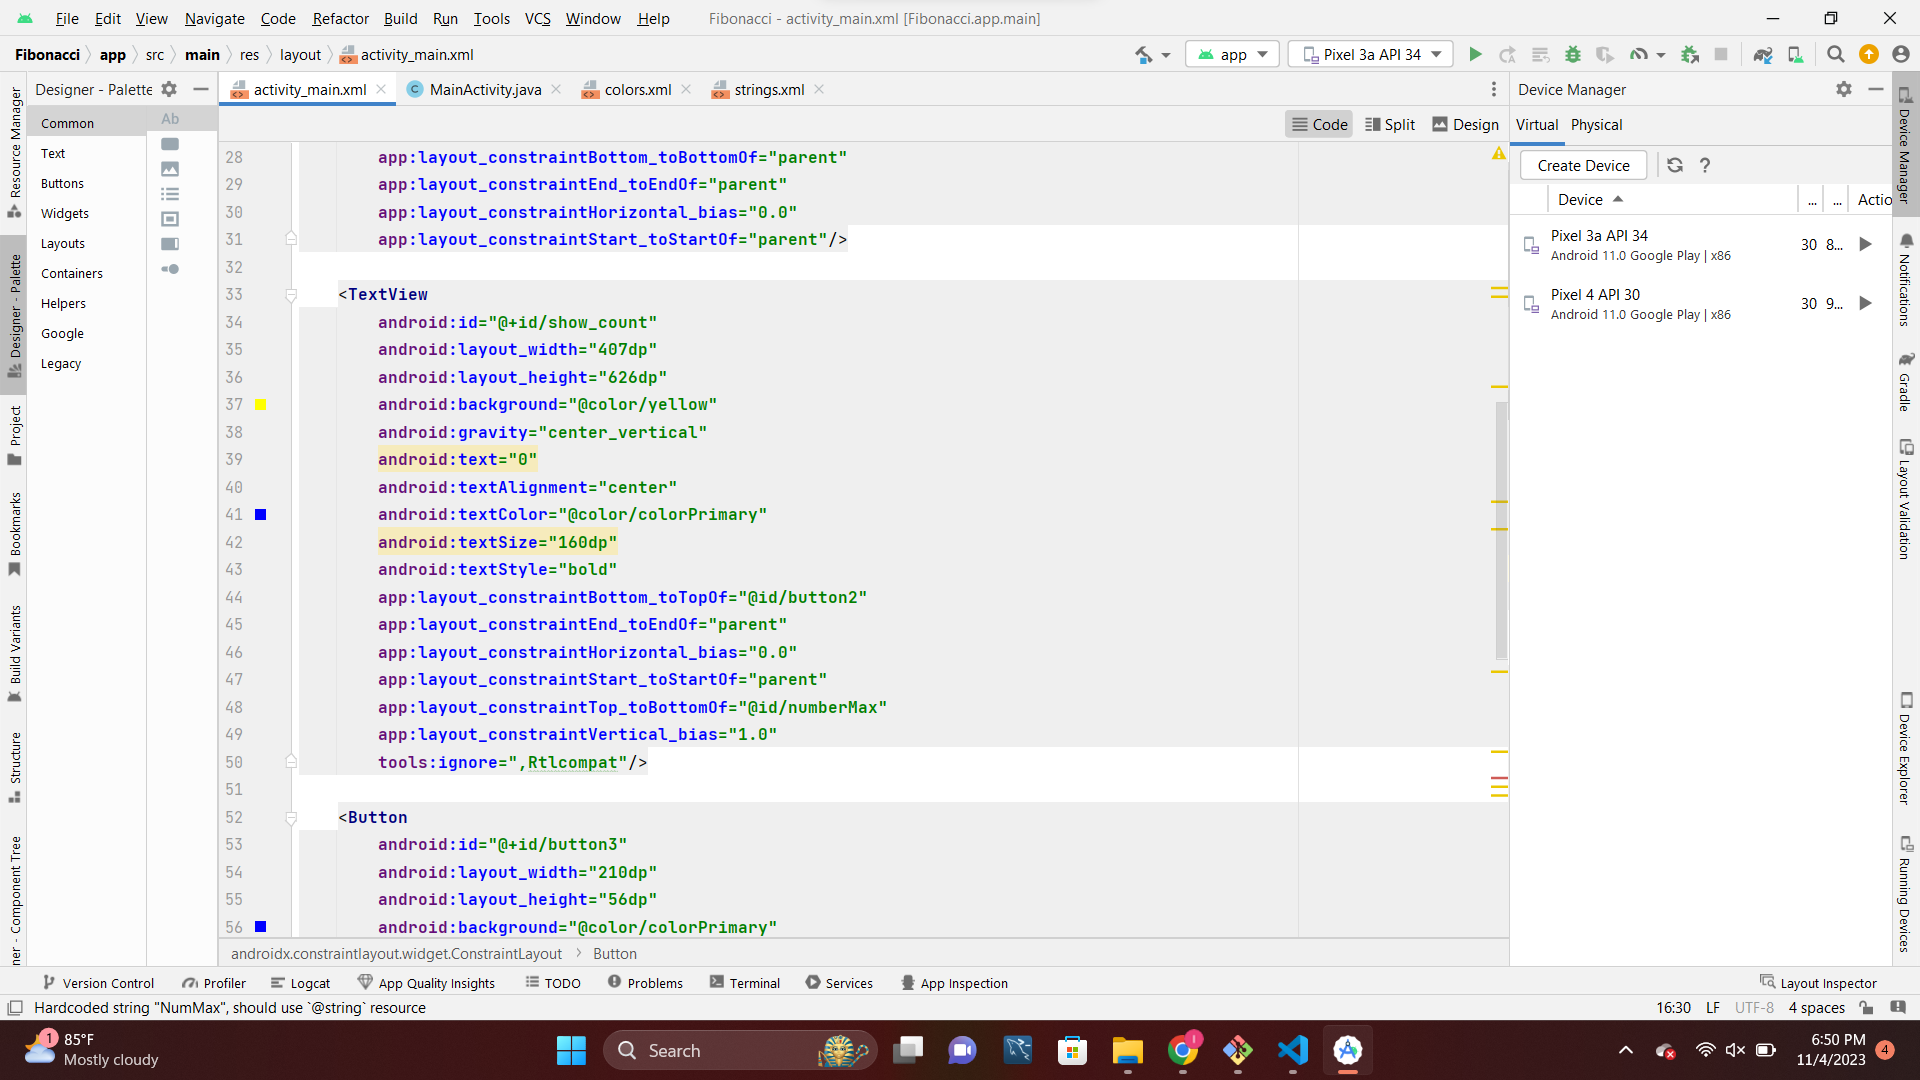 File Edit View Navigate Code Refactor Build Run Tools VCS Window Help Fibonacci - activity_main.xml [Fibonacci.app.main]
Fibonacci app src main res layout activity_main.xml app Pixel 3a API 34
Designer - Palette activity_main.xml MainActivity.java colors.xml strings.xml Device Manager
Common Ab Code Split Design Virtual Physical
Text
Buttons
Widgets
Layouts
Containers
Helpers
Google
Legacy
Resource Manager
Designer - Palette
Project
Bookmarks
Build Variants
Structure
ner - Component Tree
28 app:layout_constraintBottom_toBottomOf="parent"
29 app:layout_constraintEnd_toEndOf="parent"
30 app:layout_constraintHorizontal_bias="0.0"
31 app:layout_constraintStart_toStartOf="parent"/>
32
33 <TextView
34 android:id="@+id/show_count"
35 android:layout_width="407dp"
36 android:layout_height="626dp"
37 android:background="@color/yellow"
38 android:gravity="center_vertical"
39 android:text="0"
40 android:textAlignment="center"
41 android:textColor="@color/colorPrimary"
42 android:textSize="160dp"
43 android:textStyle="bold"
44 app:layout_constraintBottom_toTopOf="@id/button2"
45 app:layout_constraintEnd_toEndOf="parent"
46 app:layout_constraintHorizontal_bias="0.0"
47 app:layout_constraintStart_toStartOf="parent"
48 app:layout_constraintTop_toBottomOf="@id/numberMax"
49 app:layout_constraintVertical_bias="1.0"
50 tools:ignore=",Rtlcompat"/>
51
52 <Button
53 android:id="@+id/button3"
54 android:layout_width="210dp"
55 android:layout_height="56dp"
56 android:background="@color/colorPrimary"
androidx.constraintlayout.widget.ConstraintLayout Button
Create Device ?
Device ... ... Actio
Pixel 3a API 34 30 8...
Android 11.0 Google Play | x86
Pixel 4 API 30 30 9...
Android 11.0 Google Play | x86
Device Manager
Notifications
Gradle
Layout Validation
Device Explorer
Running Devices
Version Control Profiler Logcat App Quality Insights TODO Problems Terminal Services App Inspection Layout Inspector
Hardcoded string "NumMax", should use `@string` resource 16:30 LF UTF-8 4 spaces
1 85°F Search 1 6:50 PM
Mostly cloudy 11/4/2023 4